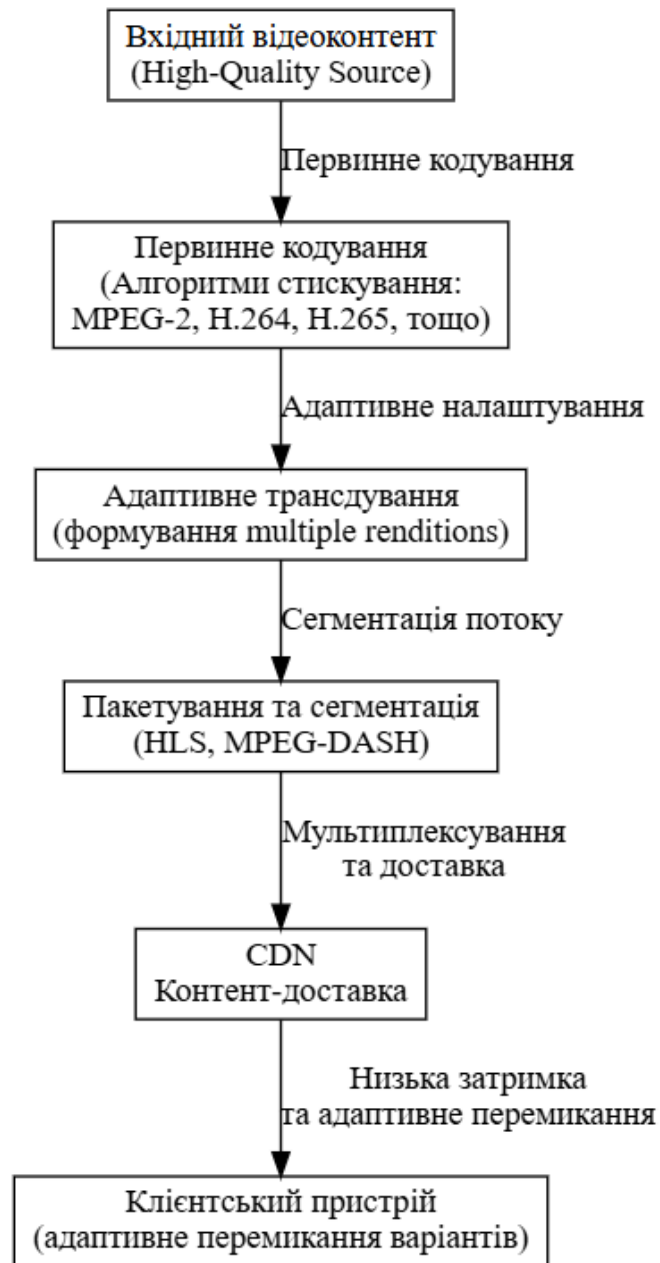 Вхідний відеоконтент
(High-Quality Source)
Первинне кодування
Первинне кодування
(Алгоритми стискування:
MPEG-2, H.264, H.265, тощо)
Адаптивне налаштування
Адаптивне трансдування
(формування multiple renditions)
Сегментація потоку
Пакетування та сегментація
(HLS, MPEG-DASH)
Мультиплексування
та доставка
CDN
Контент-доставка
Низька затримка
та адаптивне перемикання
Клієнтський пристрій
(адаптивне перемикання варіантів)